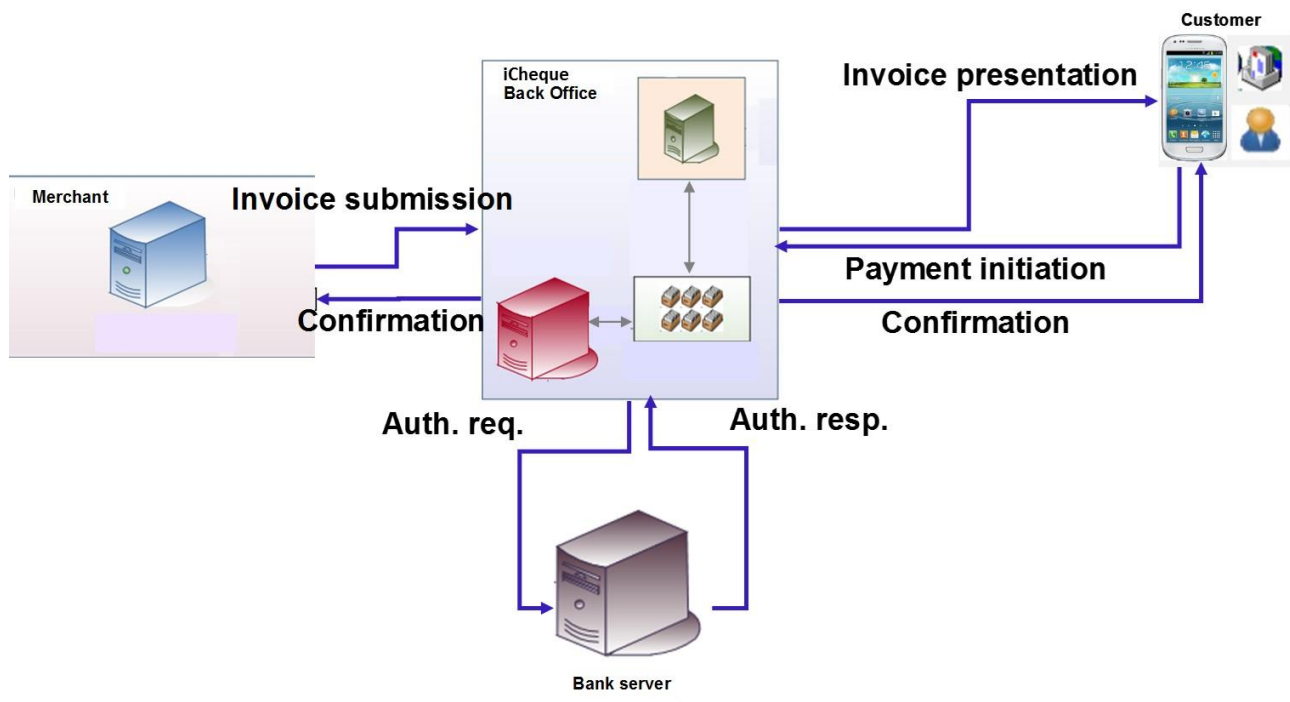 Customer
iCheque
Back Office
Invoice presentation
Merchant
Invoice submission
Payment initiation
Confirmation
Confirmation
Auth. req.
Auth. resp.
Bank server